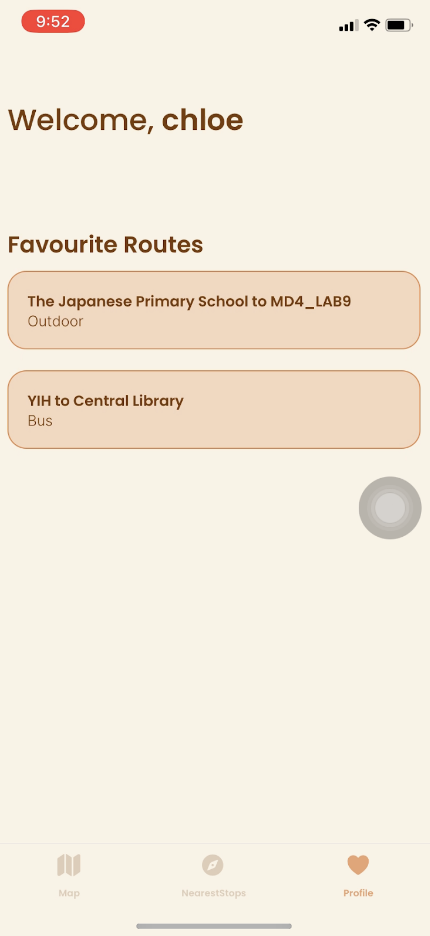 9:52
Welcome, chloe
Favourite Routes
The Japanese Primary School to MD4_LAB9
Outdoor
YIH to Central Library
Bus
Map
NearestStops
Profile